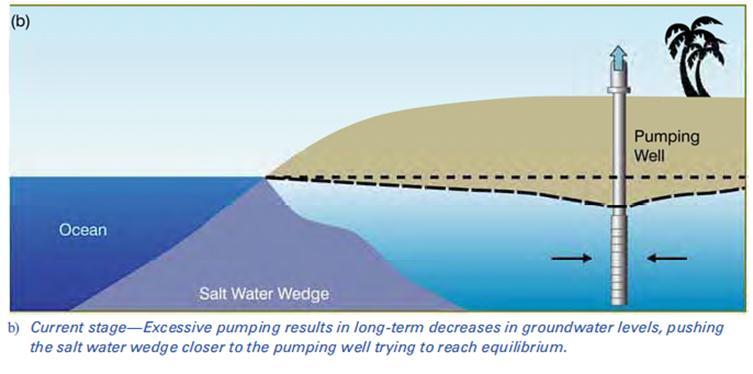 (b)
Pumping
Well
Ocean
Salt Water Wedge
b) Current stage—Excessive pumping results in long-term decreases in groundwater levels, pushing
the salt water wedge closer to the pumping well trying to reach equilibrium.